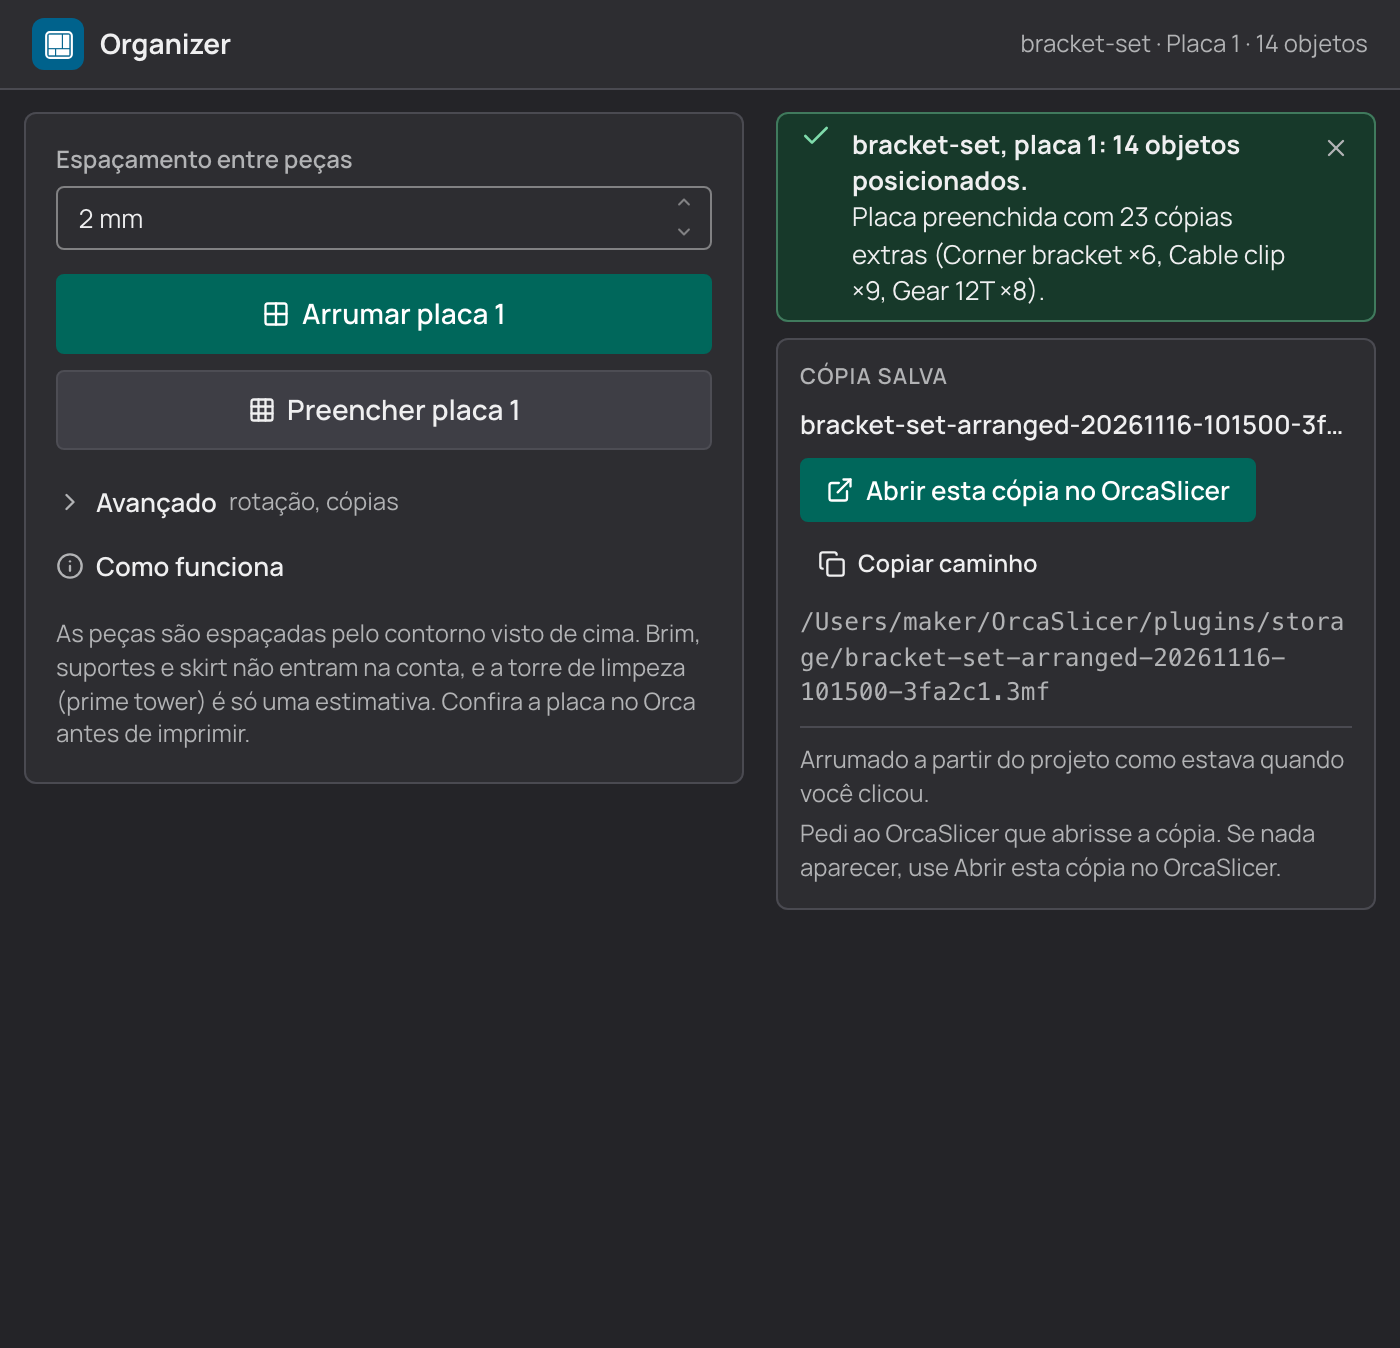 Organizer
bracket-set · Placa 1 · 14 objetos
Espaçamento entre peças
2 mm
Arrumar placa 1
Preencher placa 1
Avançado rotação, cópias
Como funciona
As peças são espaçadas pelo contorno visto de cima. Brim,
suportes e skirt não entram na conta, e a torre de limpeza
(prime tower) é só uma estimativa. Confira a placa no Orca
antes de imprimir.
bracket-set, placa 1: 14 objetos
posicionados.
Placa preenchida com 23 cópias
extras (Corner bracket ×6, Cable clip
×9, Gear 12T ×8).
CÓPIA SALVA
bracket-set-arranged-20261116-101500-3f…
Abrir esta cópia no OrcaSlicer
Copiar caminho
/Users/maker/OrcaSlicer/plugins/stora
ge/bracket-set-arranged-20261116-
101500-3fa2c1.3mf
Arrumado a partir do projeto como estava quando
você clicou.
Pedi ao OrcaSlicer que abrisse a cópia. Se nada
aparecer, use Abrir esta cópia no OrcaSlicer.